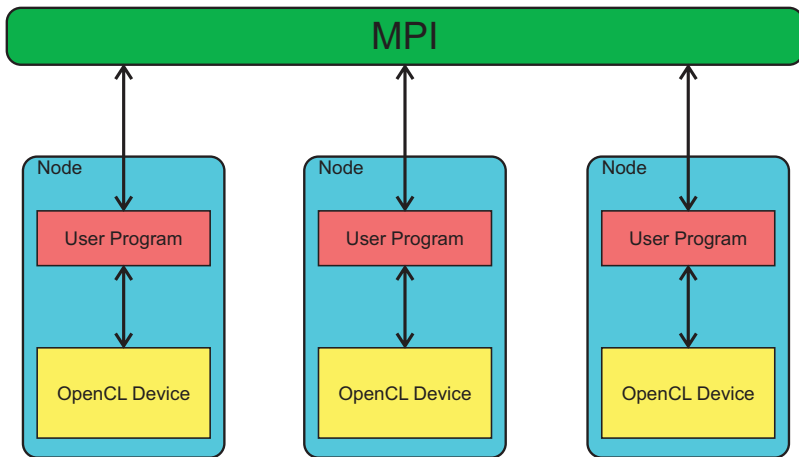 MPI
Node
User Program
OpenCL Device
Node
User Program
OpenCL Device
Node
User Program
OpenCL Device